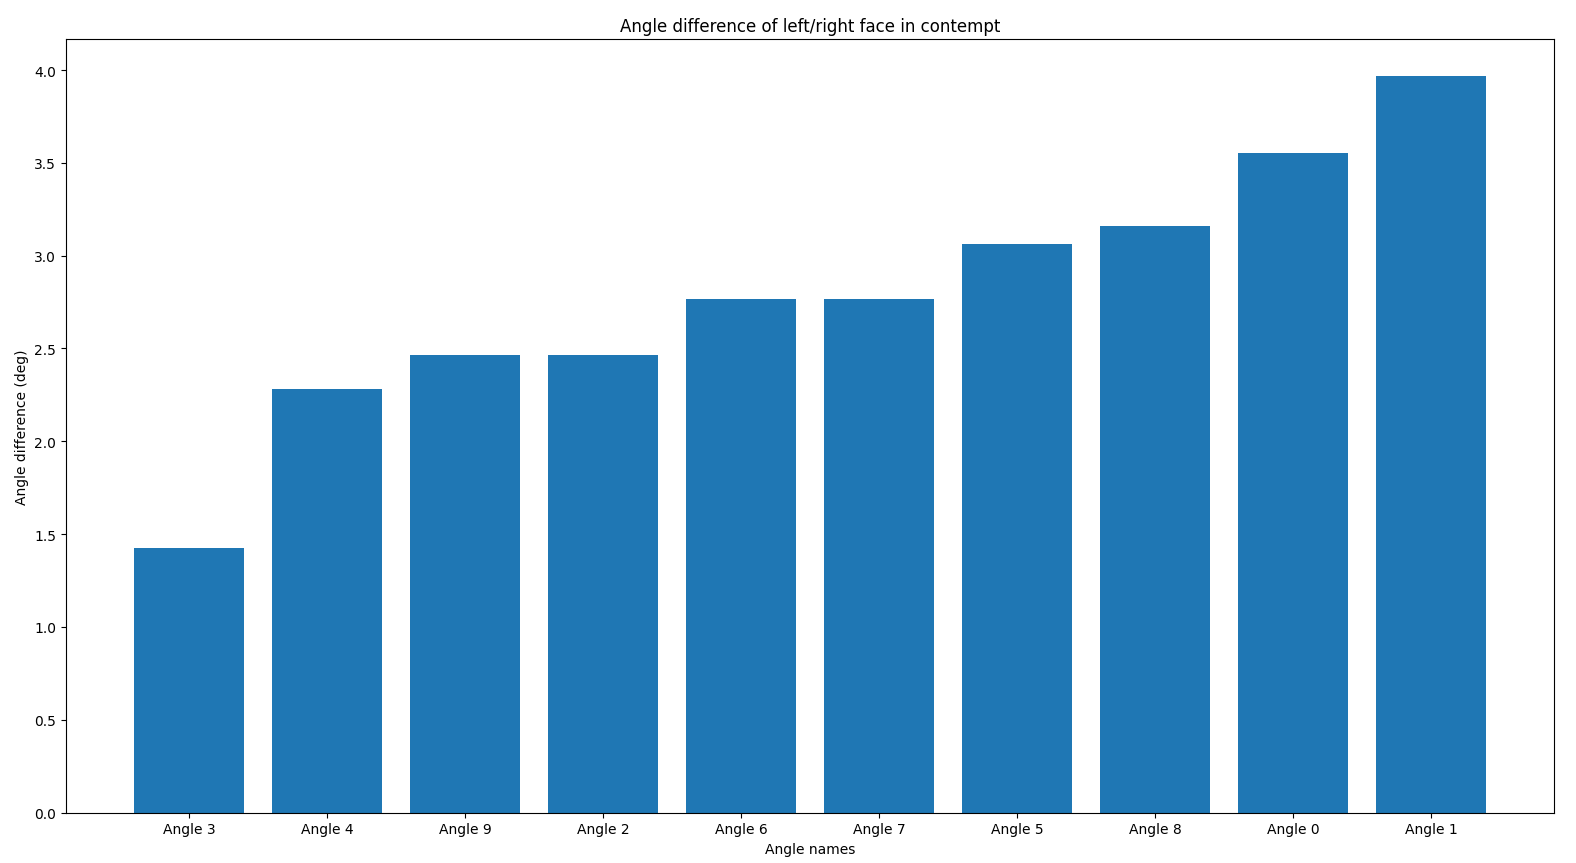 Angle difference of left/right face in contempt
Angle difference (deg)
4.0
3.5
3.0
2.5
2.0
1.5
1.0
0.5
0.0
Angle 3 Angle 4 Angle 9 Angle 2 Angle 6 Angle 7 Angle 5 Angle 8 Angle 0 Angle 1
Angle names